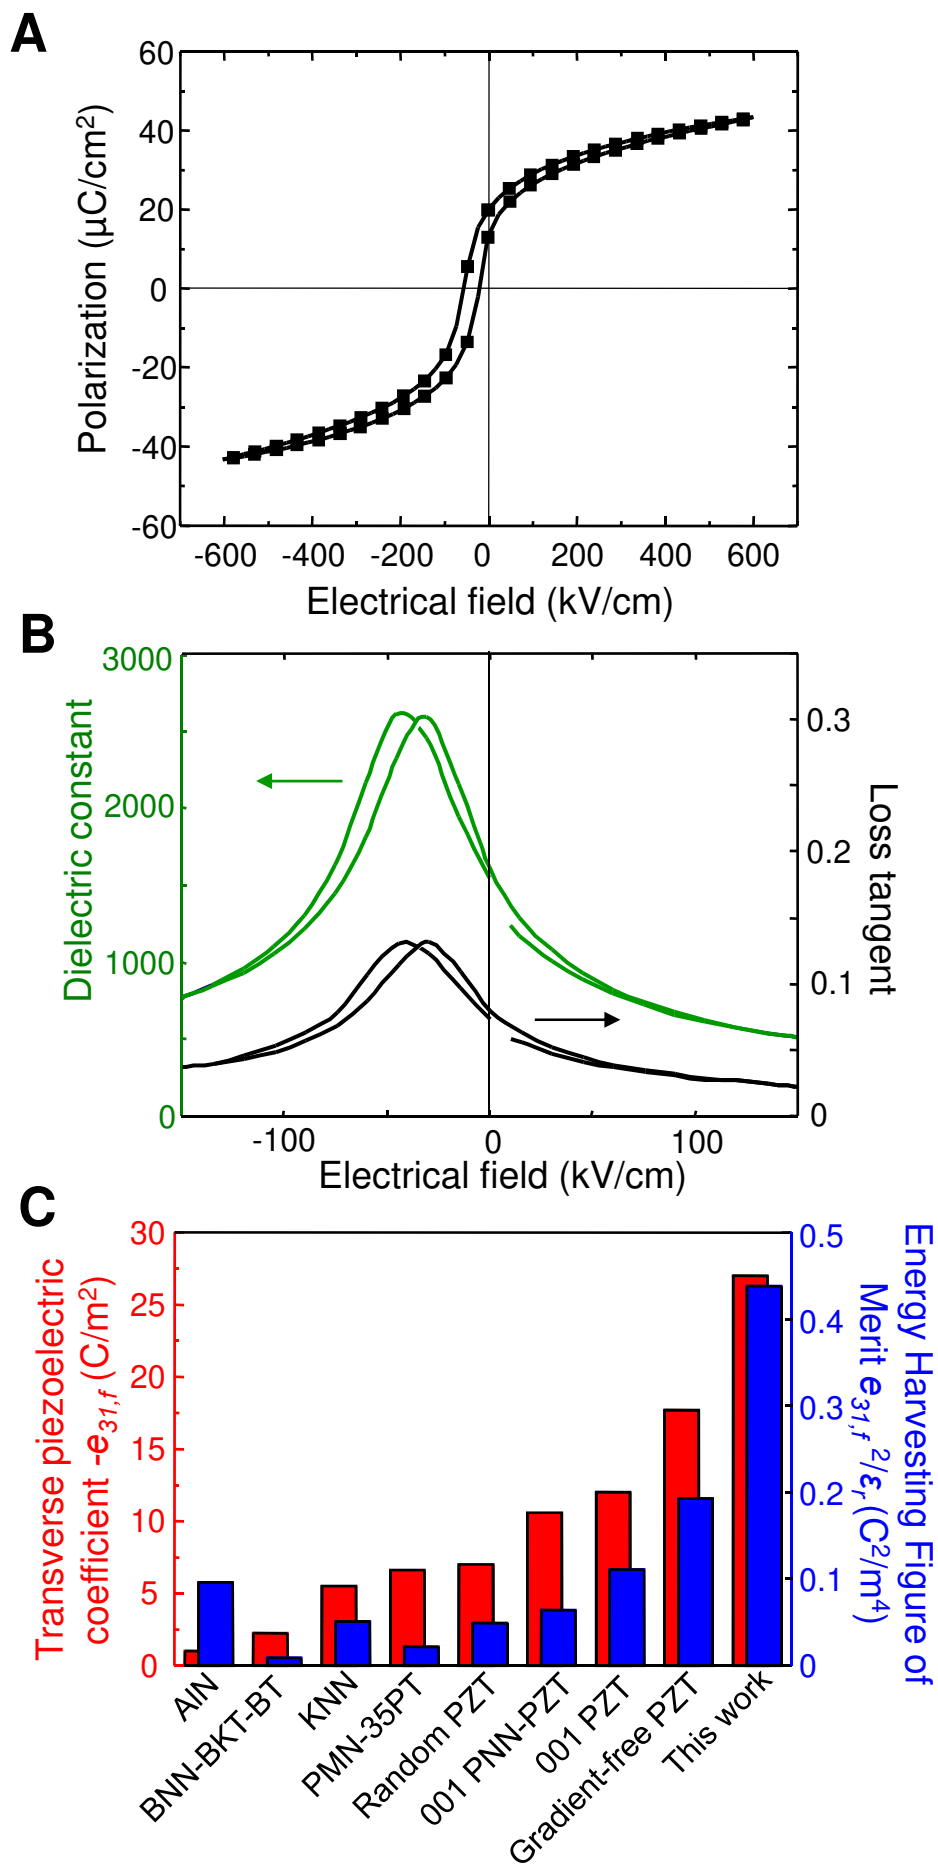 A
Polarization (µC/cm²)
60
40
20
0
-20
-40
-60
-600 -400 -200 0 200 400 600
Electrical field (kV/cm)
B
Dielectric constant
3000
2000
1000
0
0.3
0.2
0.1
0
Loss tangent
-100 0 100
Electrical field (kV/cm)
C
Transverse piezoelectric
coefficient -e31,f (C/m²)
30
25
20
15
10
5
0
0.5
0.4
0.3
0.2
0.1
0
Energy Harvesting Figure of
Merit e31,f²/εr (C²/m⁴)
AlN
BNN-BKT-BT
KNN
PMN-35PT
Random PZT
001 PNN-PZT
001 PZT
Gradient-free PZT
This work